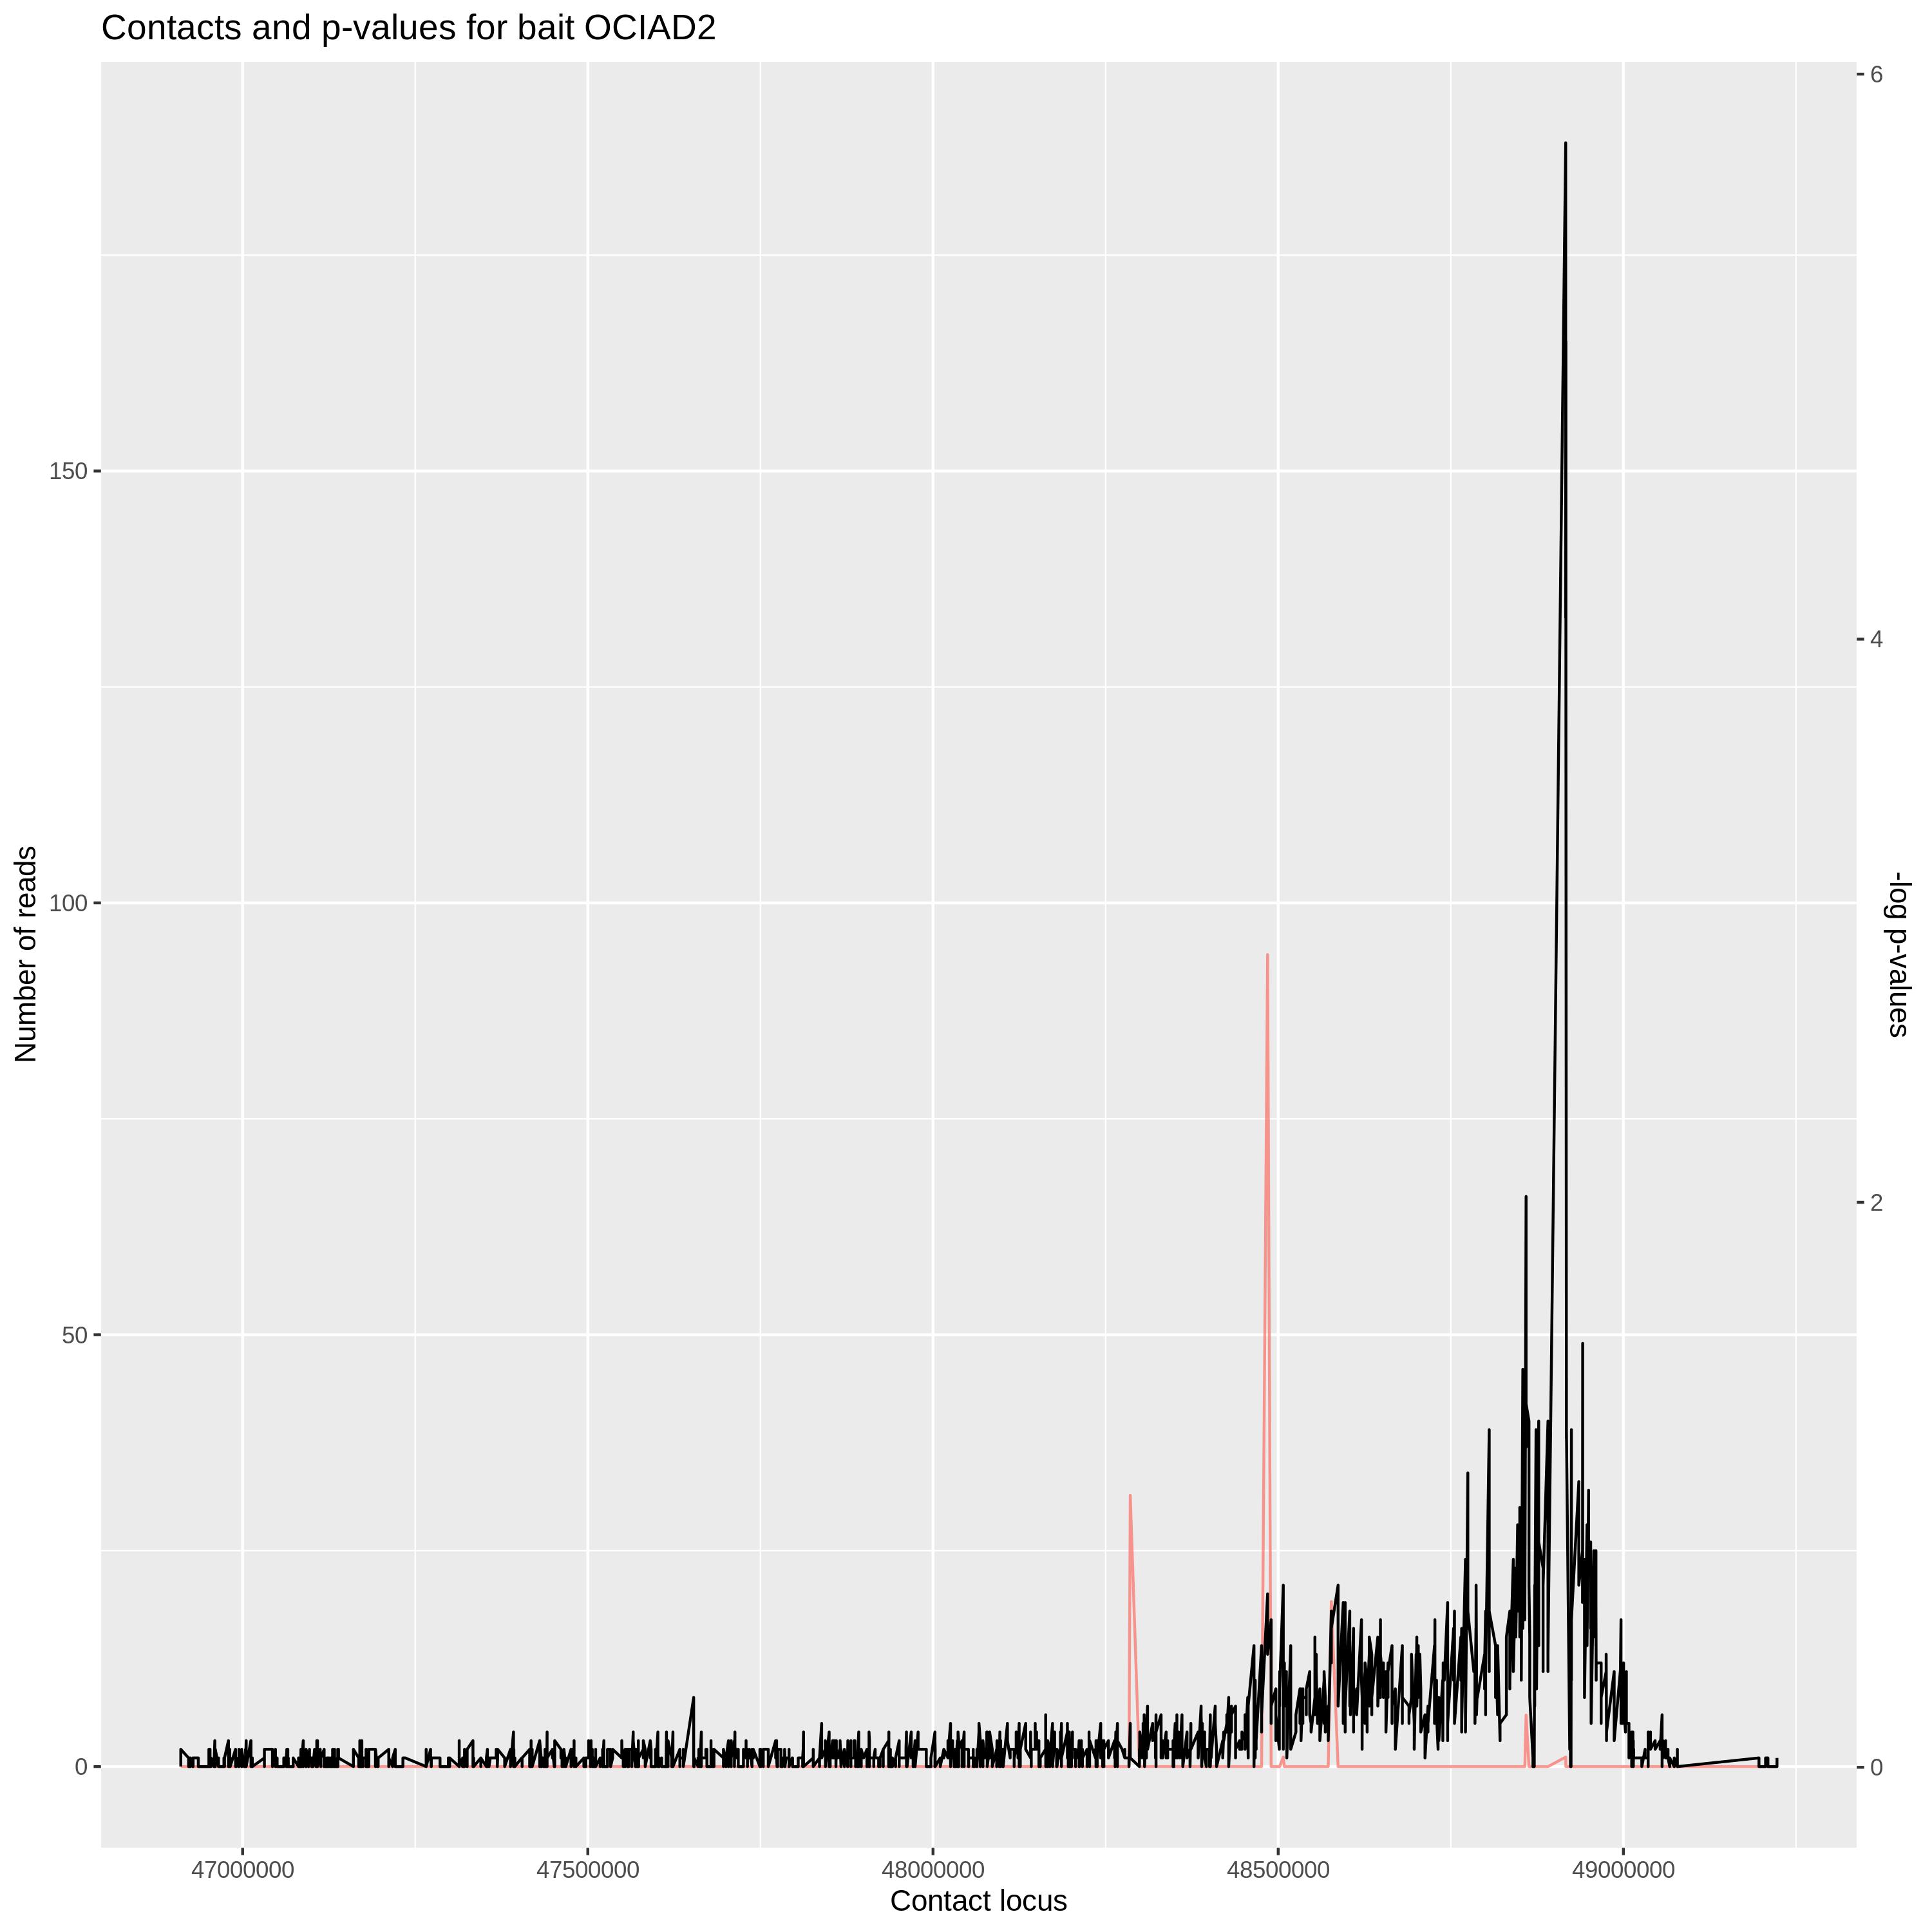 Contacts and p-values for bait OCIAD2
6
150
4
100
Number of reads
-log p-values
2
50
0
0
47000000 47500000 48000000 48500000 49000000
Contact locus